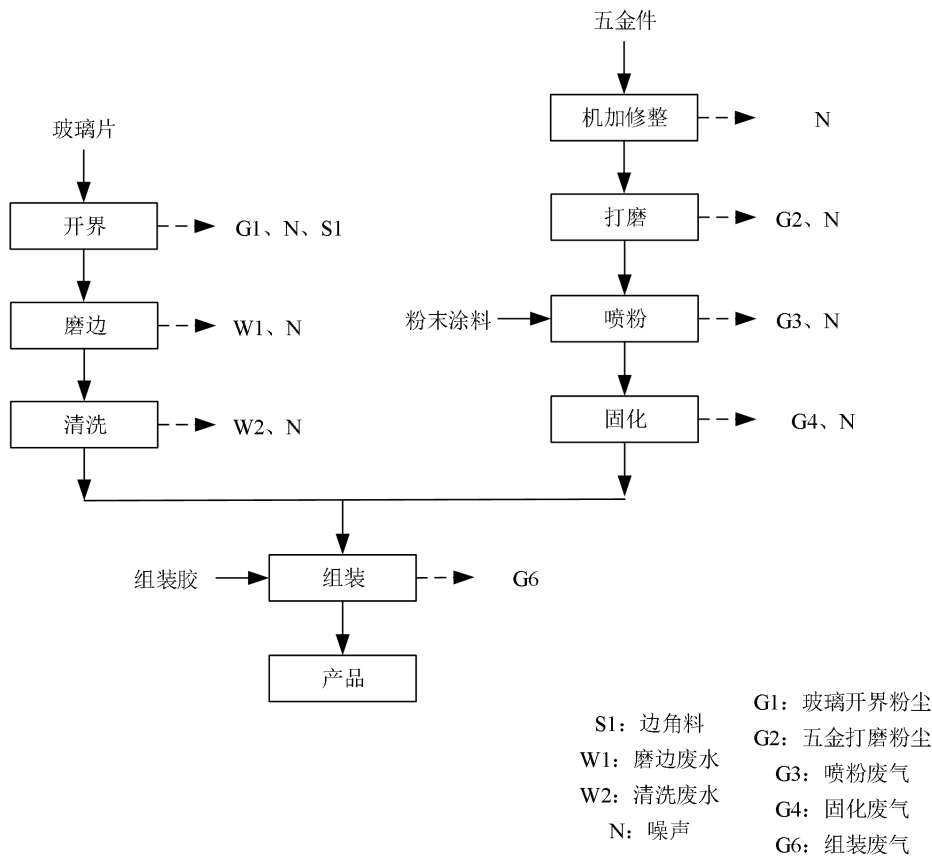 五金件
机加修整
N
玻璃片
开界
G1、N、S1
打磨
G2、N
磨边
W1、N
粉末涂料
喷粉
G3、N
清洗
W2、N
固化
G4、N
组装胶
组装
G6
产品
S1：边角料
W1：磨边废水
W2：清洗废水
N：噪声
G1：玻璃开界粉尘
G2：五金打磨粉尘
G3：喷粉废气
G4：固化废气
G6：组装废气